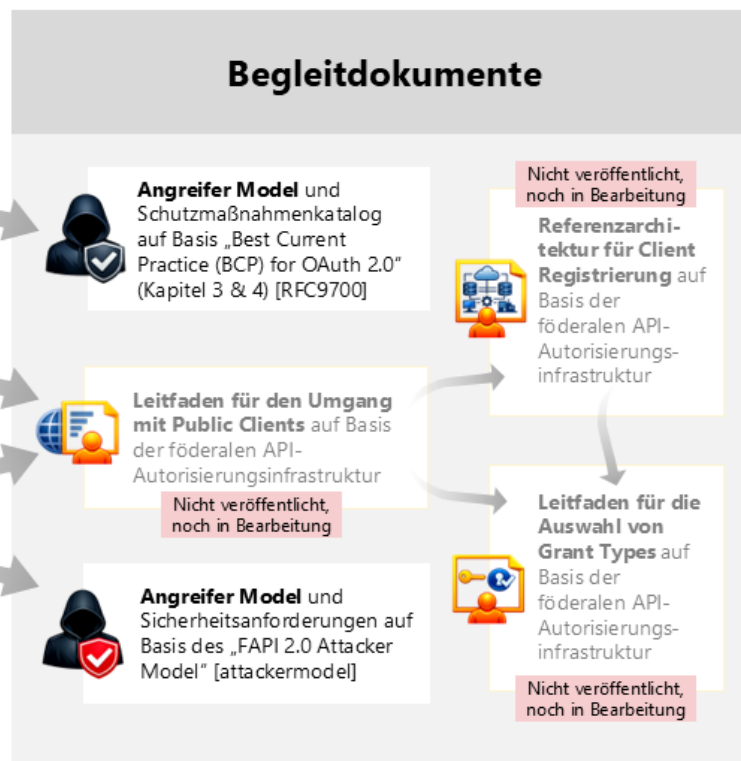 Begleitdokumente
Angreifer Model und
Schutzmaßnahmenkatalog
auf Basis „Best Current
Practice (BCP) for OAuth 2.0“
(Kapitel 3 & 4) [RFC9700]
Nicht veröffentlicht,
noch in Bearbeitung
Referenzarchi-
tektur für Client
Registrierung auf
Basis der
föderalen API-
Autorisierungs-
infrastruktur
Leitfaden für den Umgang
mit Public Clients auf Basis
der föderalen API-
Autorisierungsinfrastruktur
Nicht veröffentlicht,
noch in Bearbeitung
Leitfaden für die
Auswahl von
Grant Types auf
Basis der
föderalen API-
Autorisierungs-
infrastruktur
Nicht veröffentlicht,
noch in Bearbeitung
Angreifer Model und
Sicherheitsanforderungen auf
Basis des „FAPI 2.0 Attacker
Model“ [attackermodel]